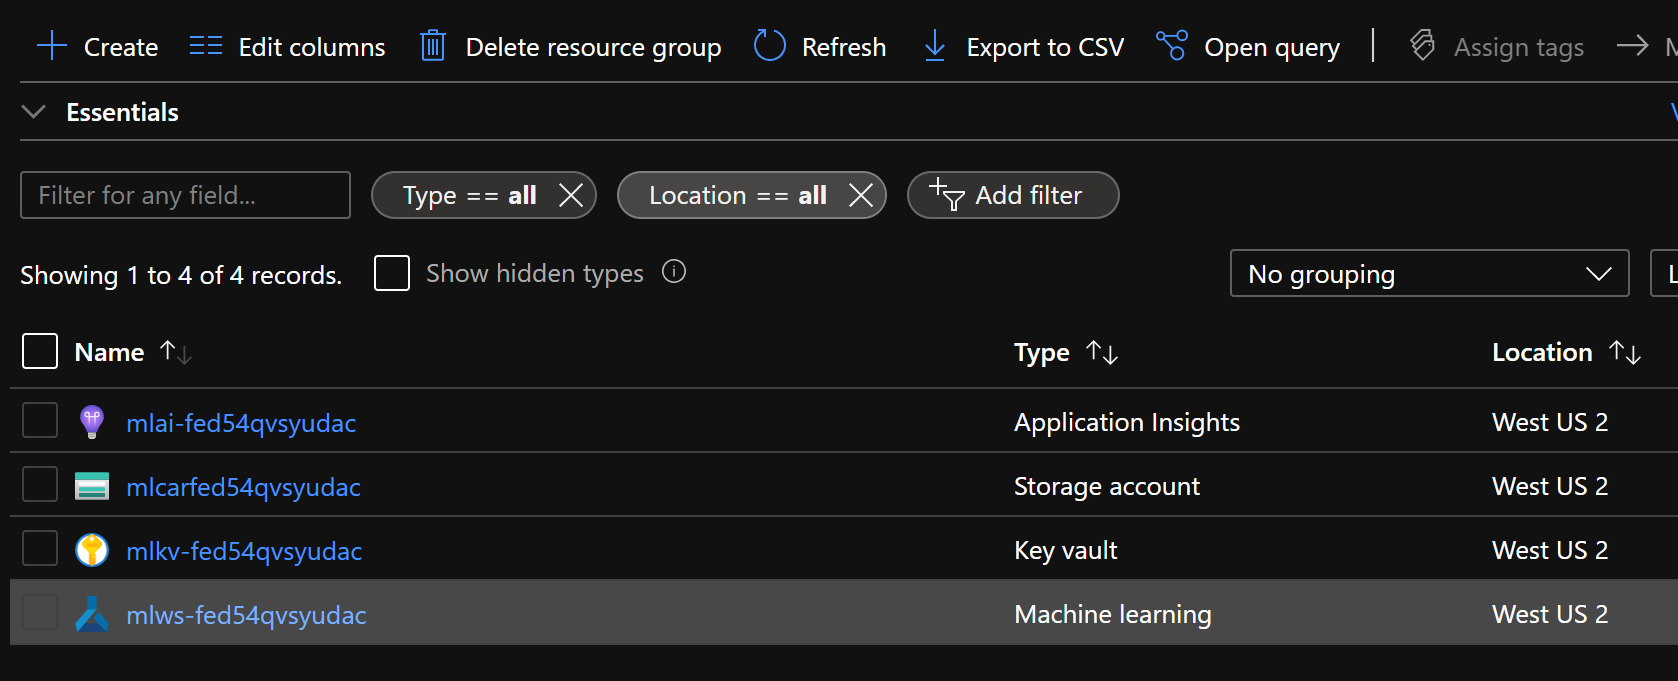 Create Edit columns Delete resource group Refresh Export to CSV Open query Assign tags
Essentials
Filter for any field... Type == all Location == all Add filter
Showing 1 to 4 of 4 records. Show hidden types No grouping
Name Type Location
mlai-fed54qvsyudac Application Insights West US 2
mlcarfed54qvsyudac Storage account West US 2
mlkv-fed54qvsyudac Key vault West US 2
mlws-fed54qvsyudac Machine learning West US 2